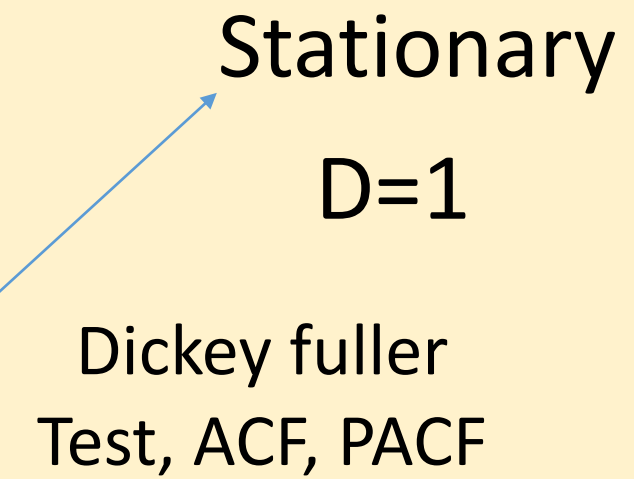 Stationary
D=1
Dickey fuller
Test, ACF, PACF